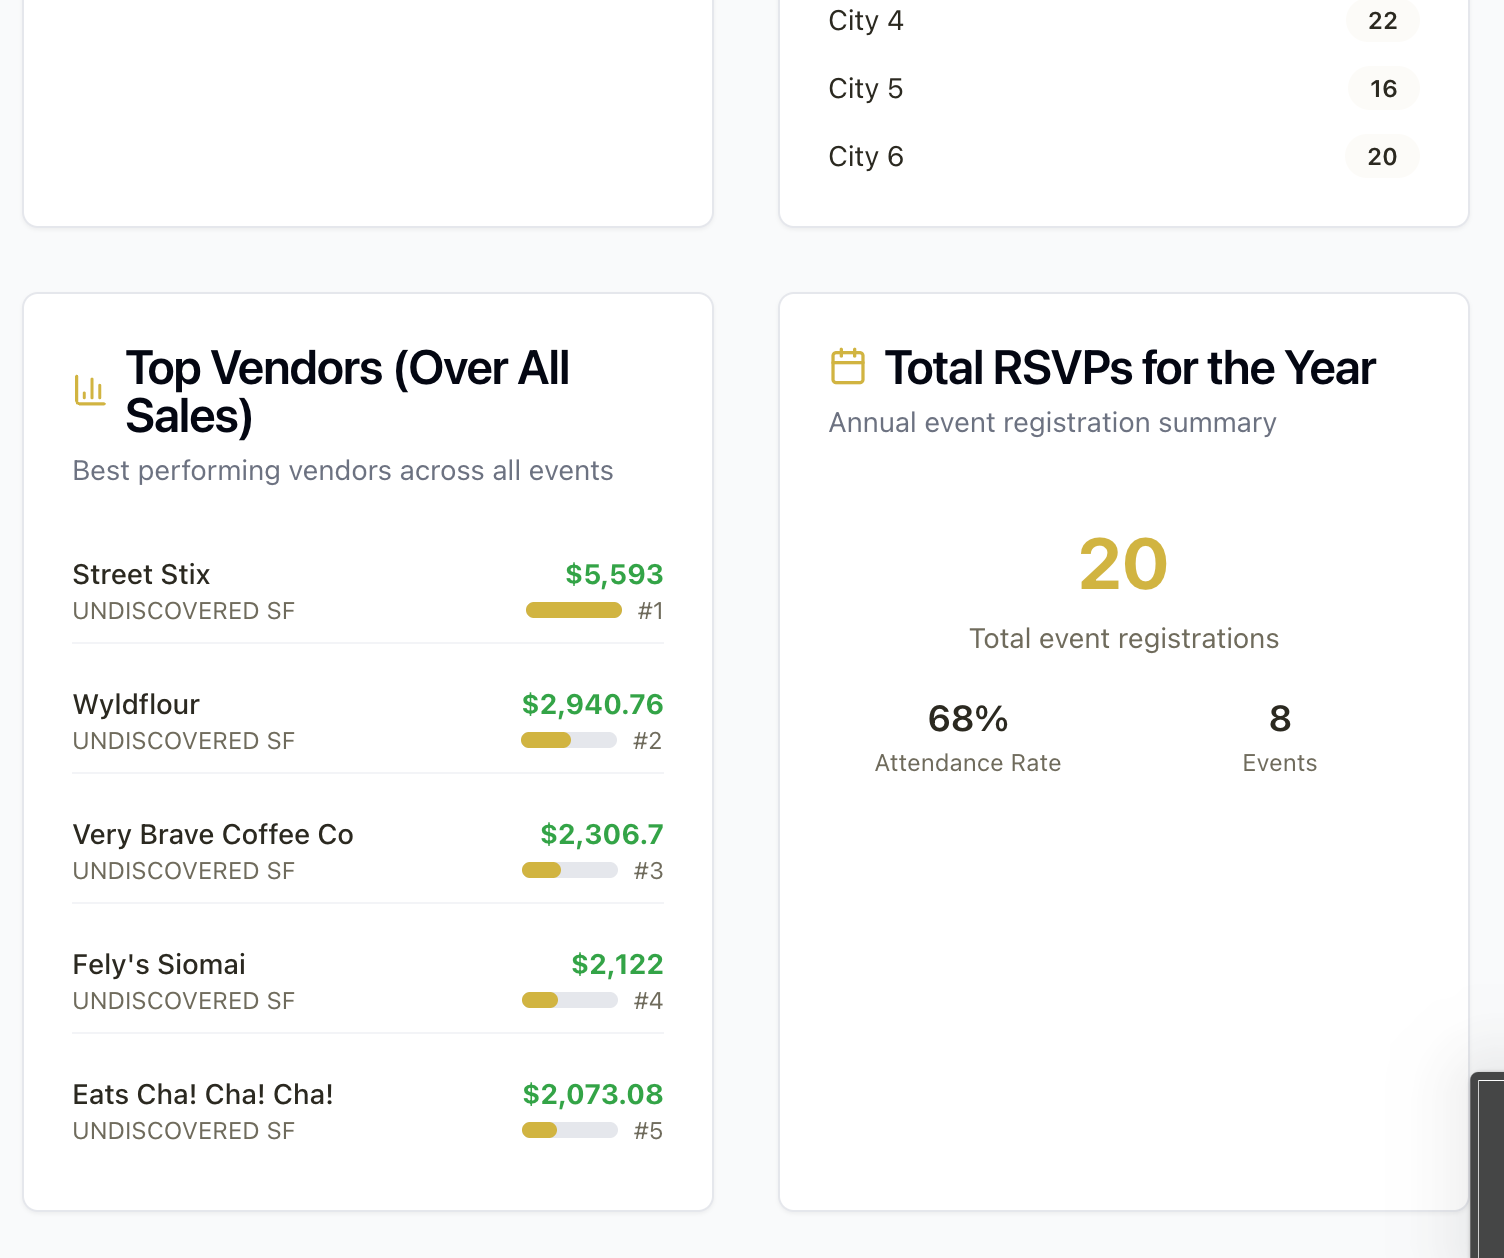 City 4
22
City 5
16
City 6
20
Top Vendors (Over All
Sales)
Best performing vendors across all events
Street Stix
$5,593
UNDISCOVERED SF
#1
Wyldflour
$2,940.76
UNDISCOVERED SF
#2
Very Brave Coffee Co
$2,306.7
UNDISCOVERED SF
#3
Fely's Siomai
$2,122
UNDISCOVERED SF
#4
Eats Cha! Cha! Cha!
$2,073.08
UNDISCOVERED SF
#5
Total RSVPs for the Year
Annual event registration summary
20
Total event registrations
68%
Attendance Rate
8
Events